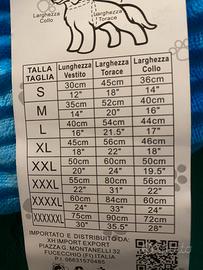 Larghezza
Collo
Larghezza
Torace
TALLA
TAGLIA
Lunghezza
Vestito
Larghezza
Torace
Larghezza
Collo
S 30cm 45cm 36cm
12" 18" 14"
M 35cm 52cm 40cm
14" 20" 16"
L 40cm 54cm 44cm
16" 21.5" 17"
XL 45cm 56cm 46cm
18" 22" 18"
XXL 50cm 60cm 50cm
20" 24" 19.5"
XXXL 55cm 80cm 56cm
22" 31" 22"
XXXXL 60cm 84cm 60cm
24" 33" 24"
XXXXXXL 75cm 90cm 72cm
30" 35.5" 28"
IMPORTATO E DISTRIBUITO DA:
XH IMPORT EXPORT
PIAZZA G. MONTANELLI 32
FUCECCHIO (FI) ITALIA
P.I. 06631570485